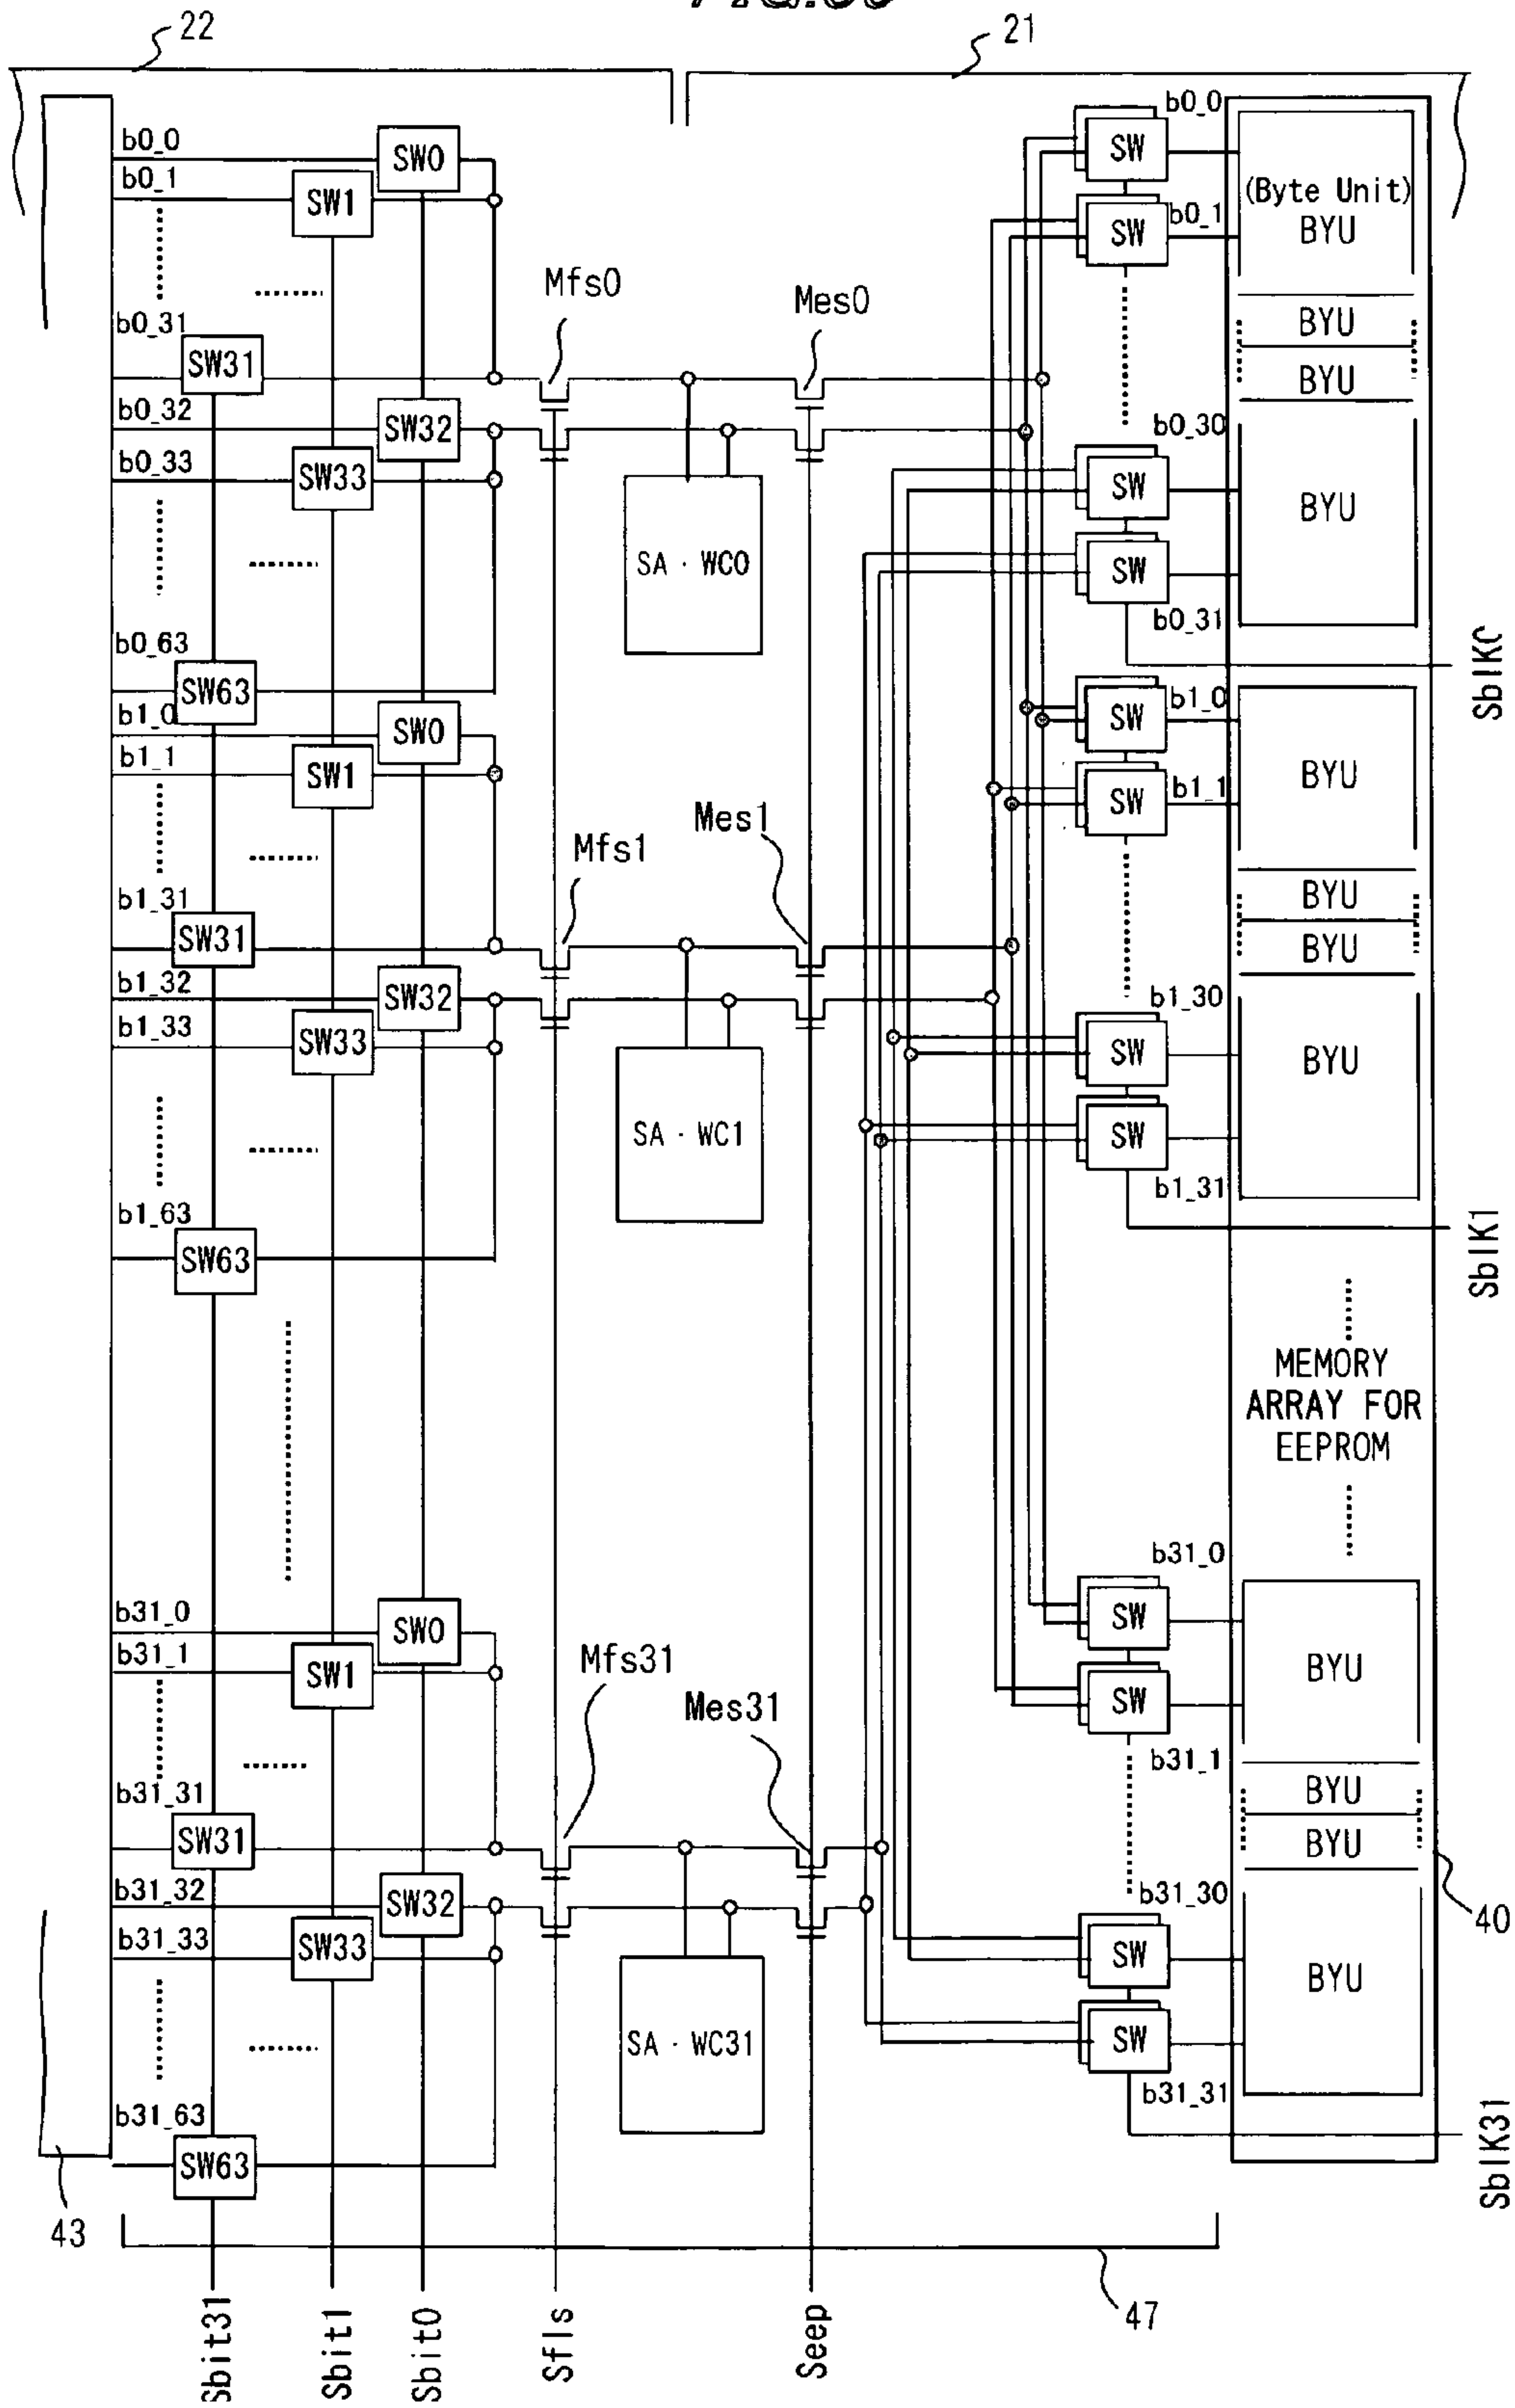 22
21
b0_0
SW0
b0_1
SW1
b0_31
SW31
b0_32
SW32
b0_33
SW33
b0_63
SW63
b1_0
SW0
b1_1
SW1
b1_31
SW31
b1_32
SW32
b1_33
SW33
b1_63
SW63
b31_0
SW0
b31_1
SW1
b31_31
SW31
b31_32
SW32
b31_33
SW33
b31_63
SW63
43
Mfs0
Mes0
SA · WC0
Mfs1
Mes1
SA · WC1
Mfs31
Mes31
SA · WC31
b0_0
SW
b0_1
SW
b0_30
SW
SW
b0_31
b1_0
SW
b1_1
SW
b1_30
SW
SW
b1_31
b31_0
SW
SW
b31_1
b31_30
SW
SW
b31_31
(Byte Unit)
BYU
BYU
BYU
BYU
BYU
BYU
BYU
BYU
MEMORY
ARRAY FOR
EEPROM
BYU
BYU
BYU
BYU
40
SblK0
SblK1
SblK31
47
Sbit31
Sbit1
Sbit0
Sfls
Seep